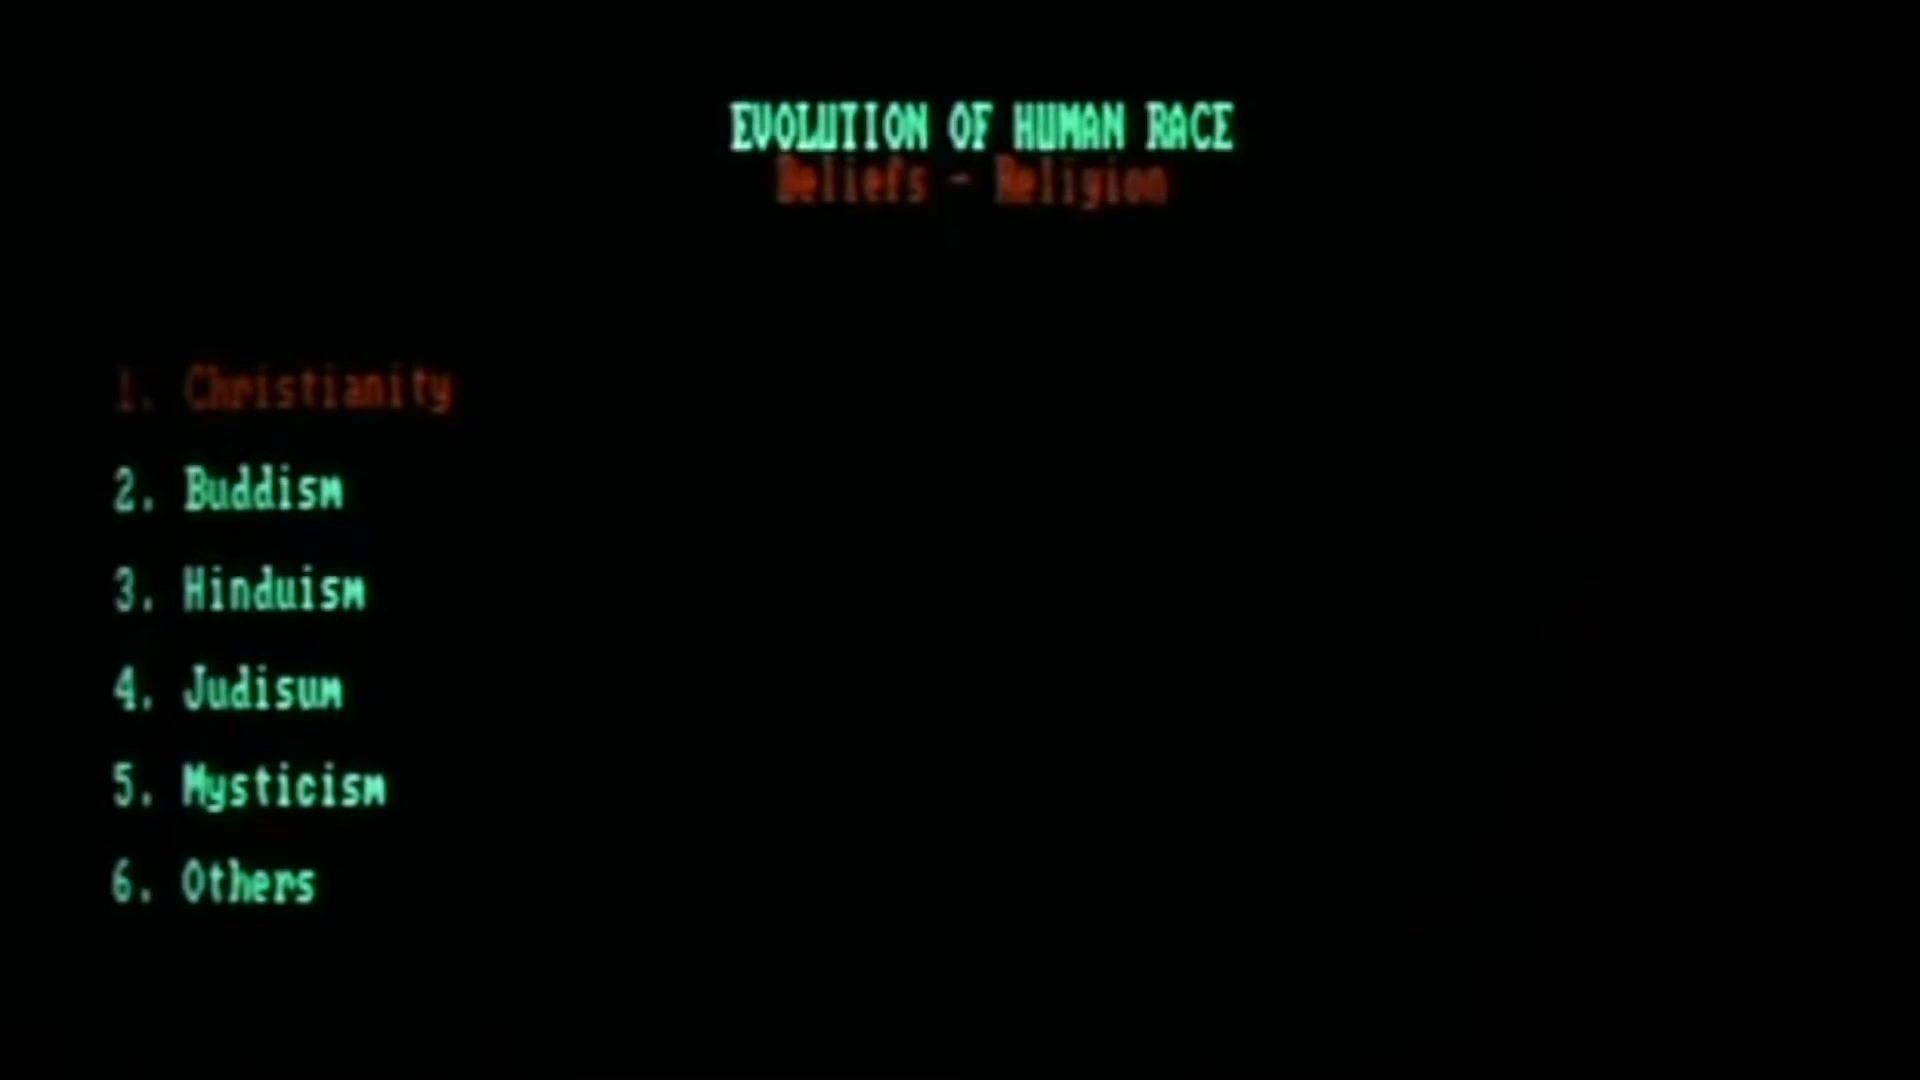 EVOLUTION OF HUMAN RACE
Beliefs - Religion
1. Christianity
2. Buddism
3. Hinduism
4. Judisum
5. Mysticism
6. Others